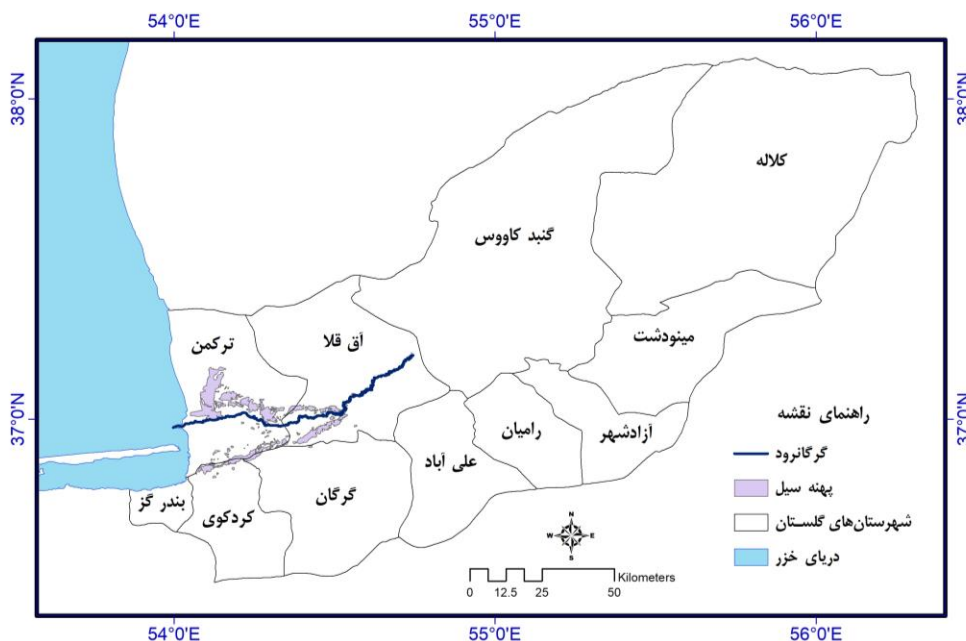 54°0'E 55°0'E 56°0'E
38°0'N 38°0'N
کلاله
گنبد کاووس
مینودشت
آق قلا
ترکمن
37°0'N 37°0'N
راهنمای نقشه
گرگانرود
پهنه سیل
شهرستان‌های گلستان
دریای خزر
آزادشهر
رامیان
علی آباد
گرگان
کردکوی
بندر گز
N
W E
S
Kilometers
0 12.5 25 50
54°0'E 55°0'E 56°0'E